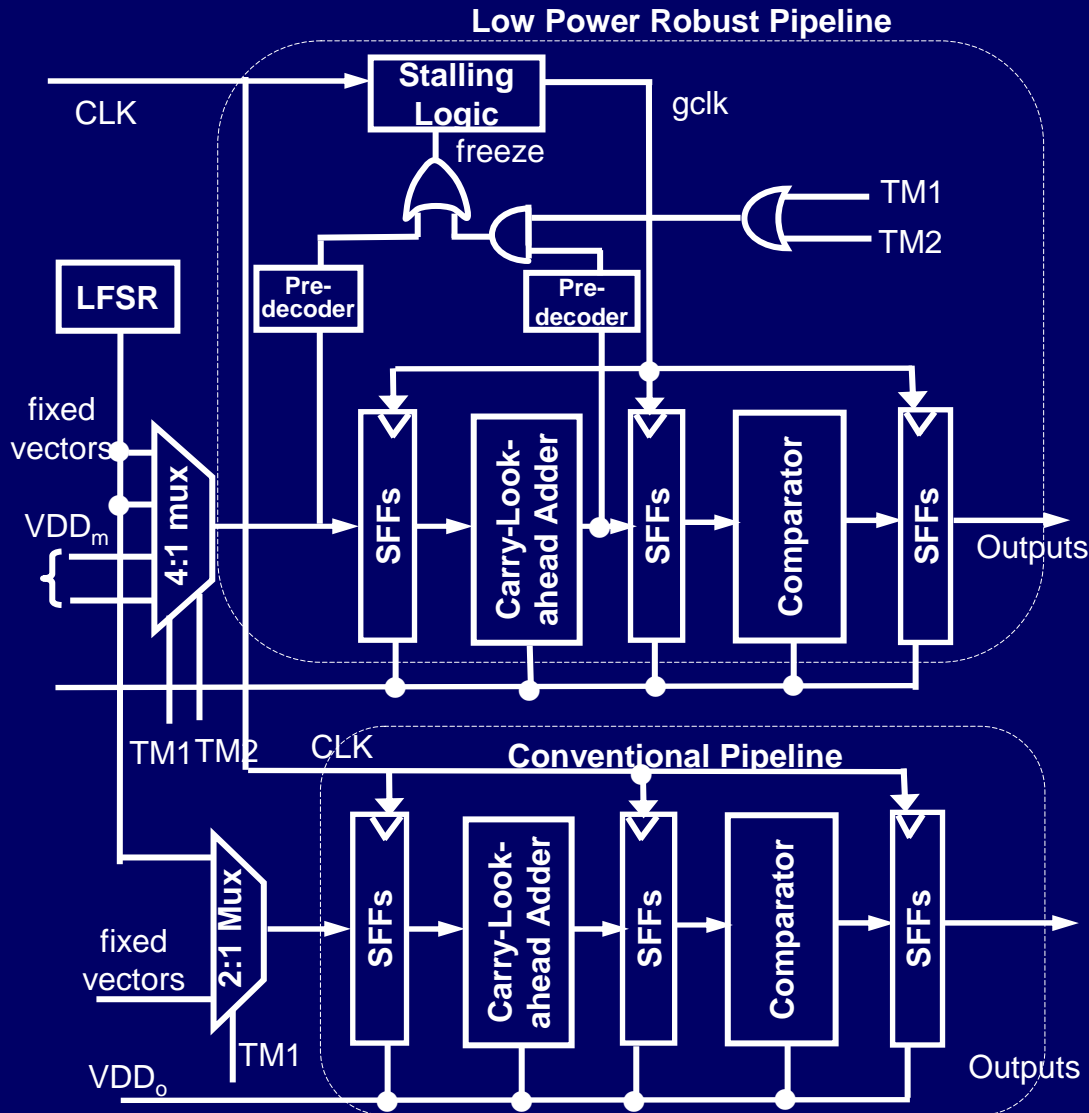 Low Power Robust Pipeline
CLK
Stalling
Logic
gclk
freeze
TM1
TM2
LFSR
Pre-
decoder
Pre-
decoder
fixed
vectors
4:1 mux
VDDm
SFFs
Carry-Look-
ahead Adder
SFFs
Comparator
SFFs
Outputs
TM1
TM2
CLK
Conventional Pipeline
2:1 Mux
fixed
vectors
TM1
SFFs
Carry-Look-
ahead Adder
SFFs
Comparator
SFFs
VDDo
Outputs